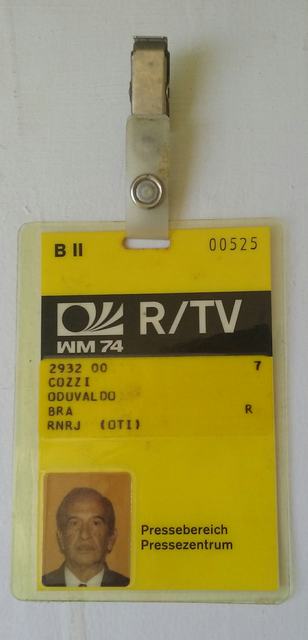 B II 00525
R/TV
WM 74
2932 00 7
COZZI
ODUVALDO
BRA R
RNRJ (OTI)
Pressebereich
Pressezentrum